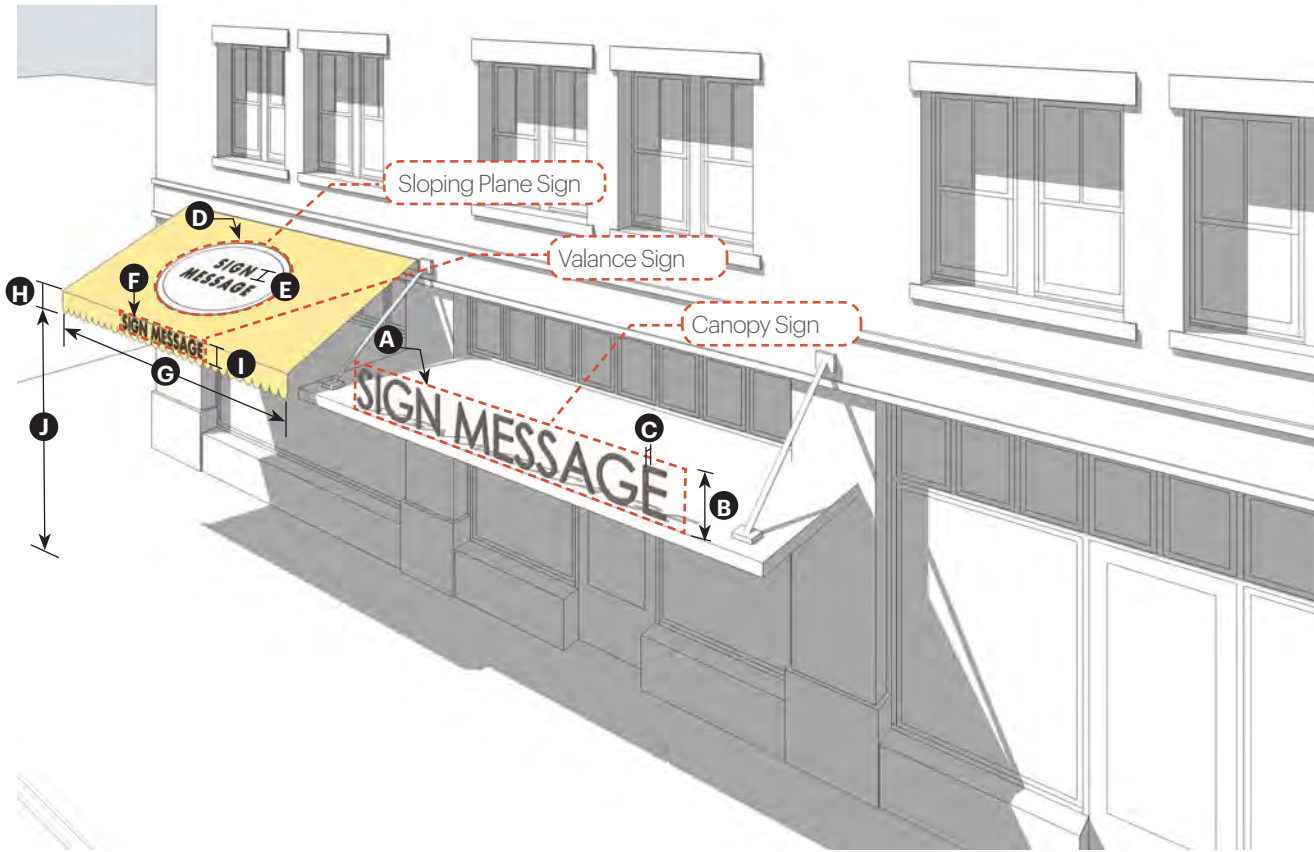 Sloping Plane Sign
D
SIGN
MESSAGE
E
Valance Sign
F
H
SIGN MESSAGE
Canopy Sign
I
A
G
SIGN MESSAGE
J
C
B